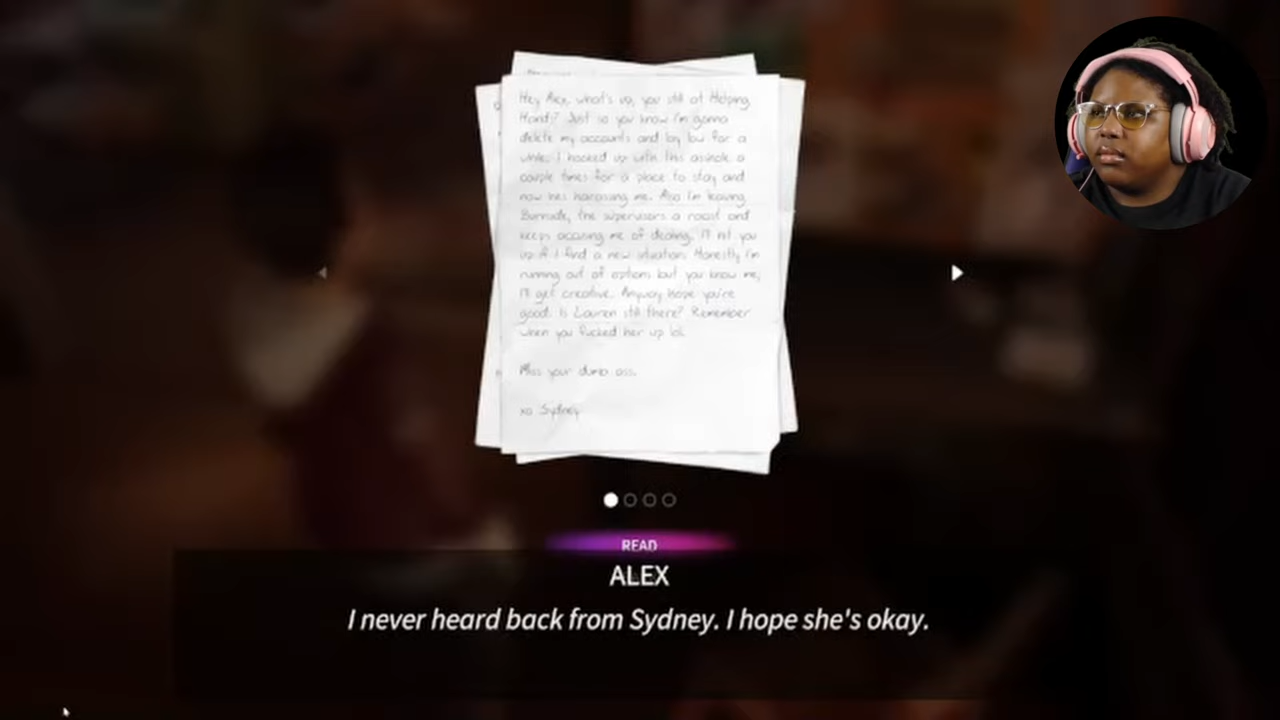 Hey Alex, what's up, you still at Helping
Hands? Just so you know I'm gonna
delete my accounts and lay low for a
while. I hooked up with this asshole a
couple times for a place to stay and
now he's harassing me. Also I'm leaving
Burnside, the supervisor's a racist and
keeps accusing me of dealing. I'll hit you
up if I find a new situation. Honestly I'm
running out of options but you know me,
I'll get creative. Anyway hope you're
good. Is Lauren still there? Remember
when you fucked her up lol.
Miss your dumb ass.
xo Sydney
READ
ALEX
I never heard back from Sydney. I hope she's okay.